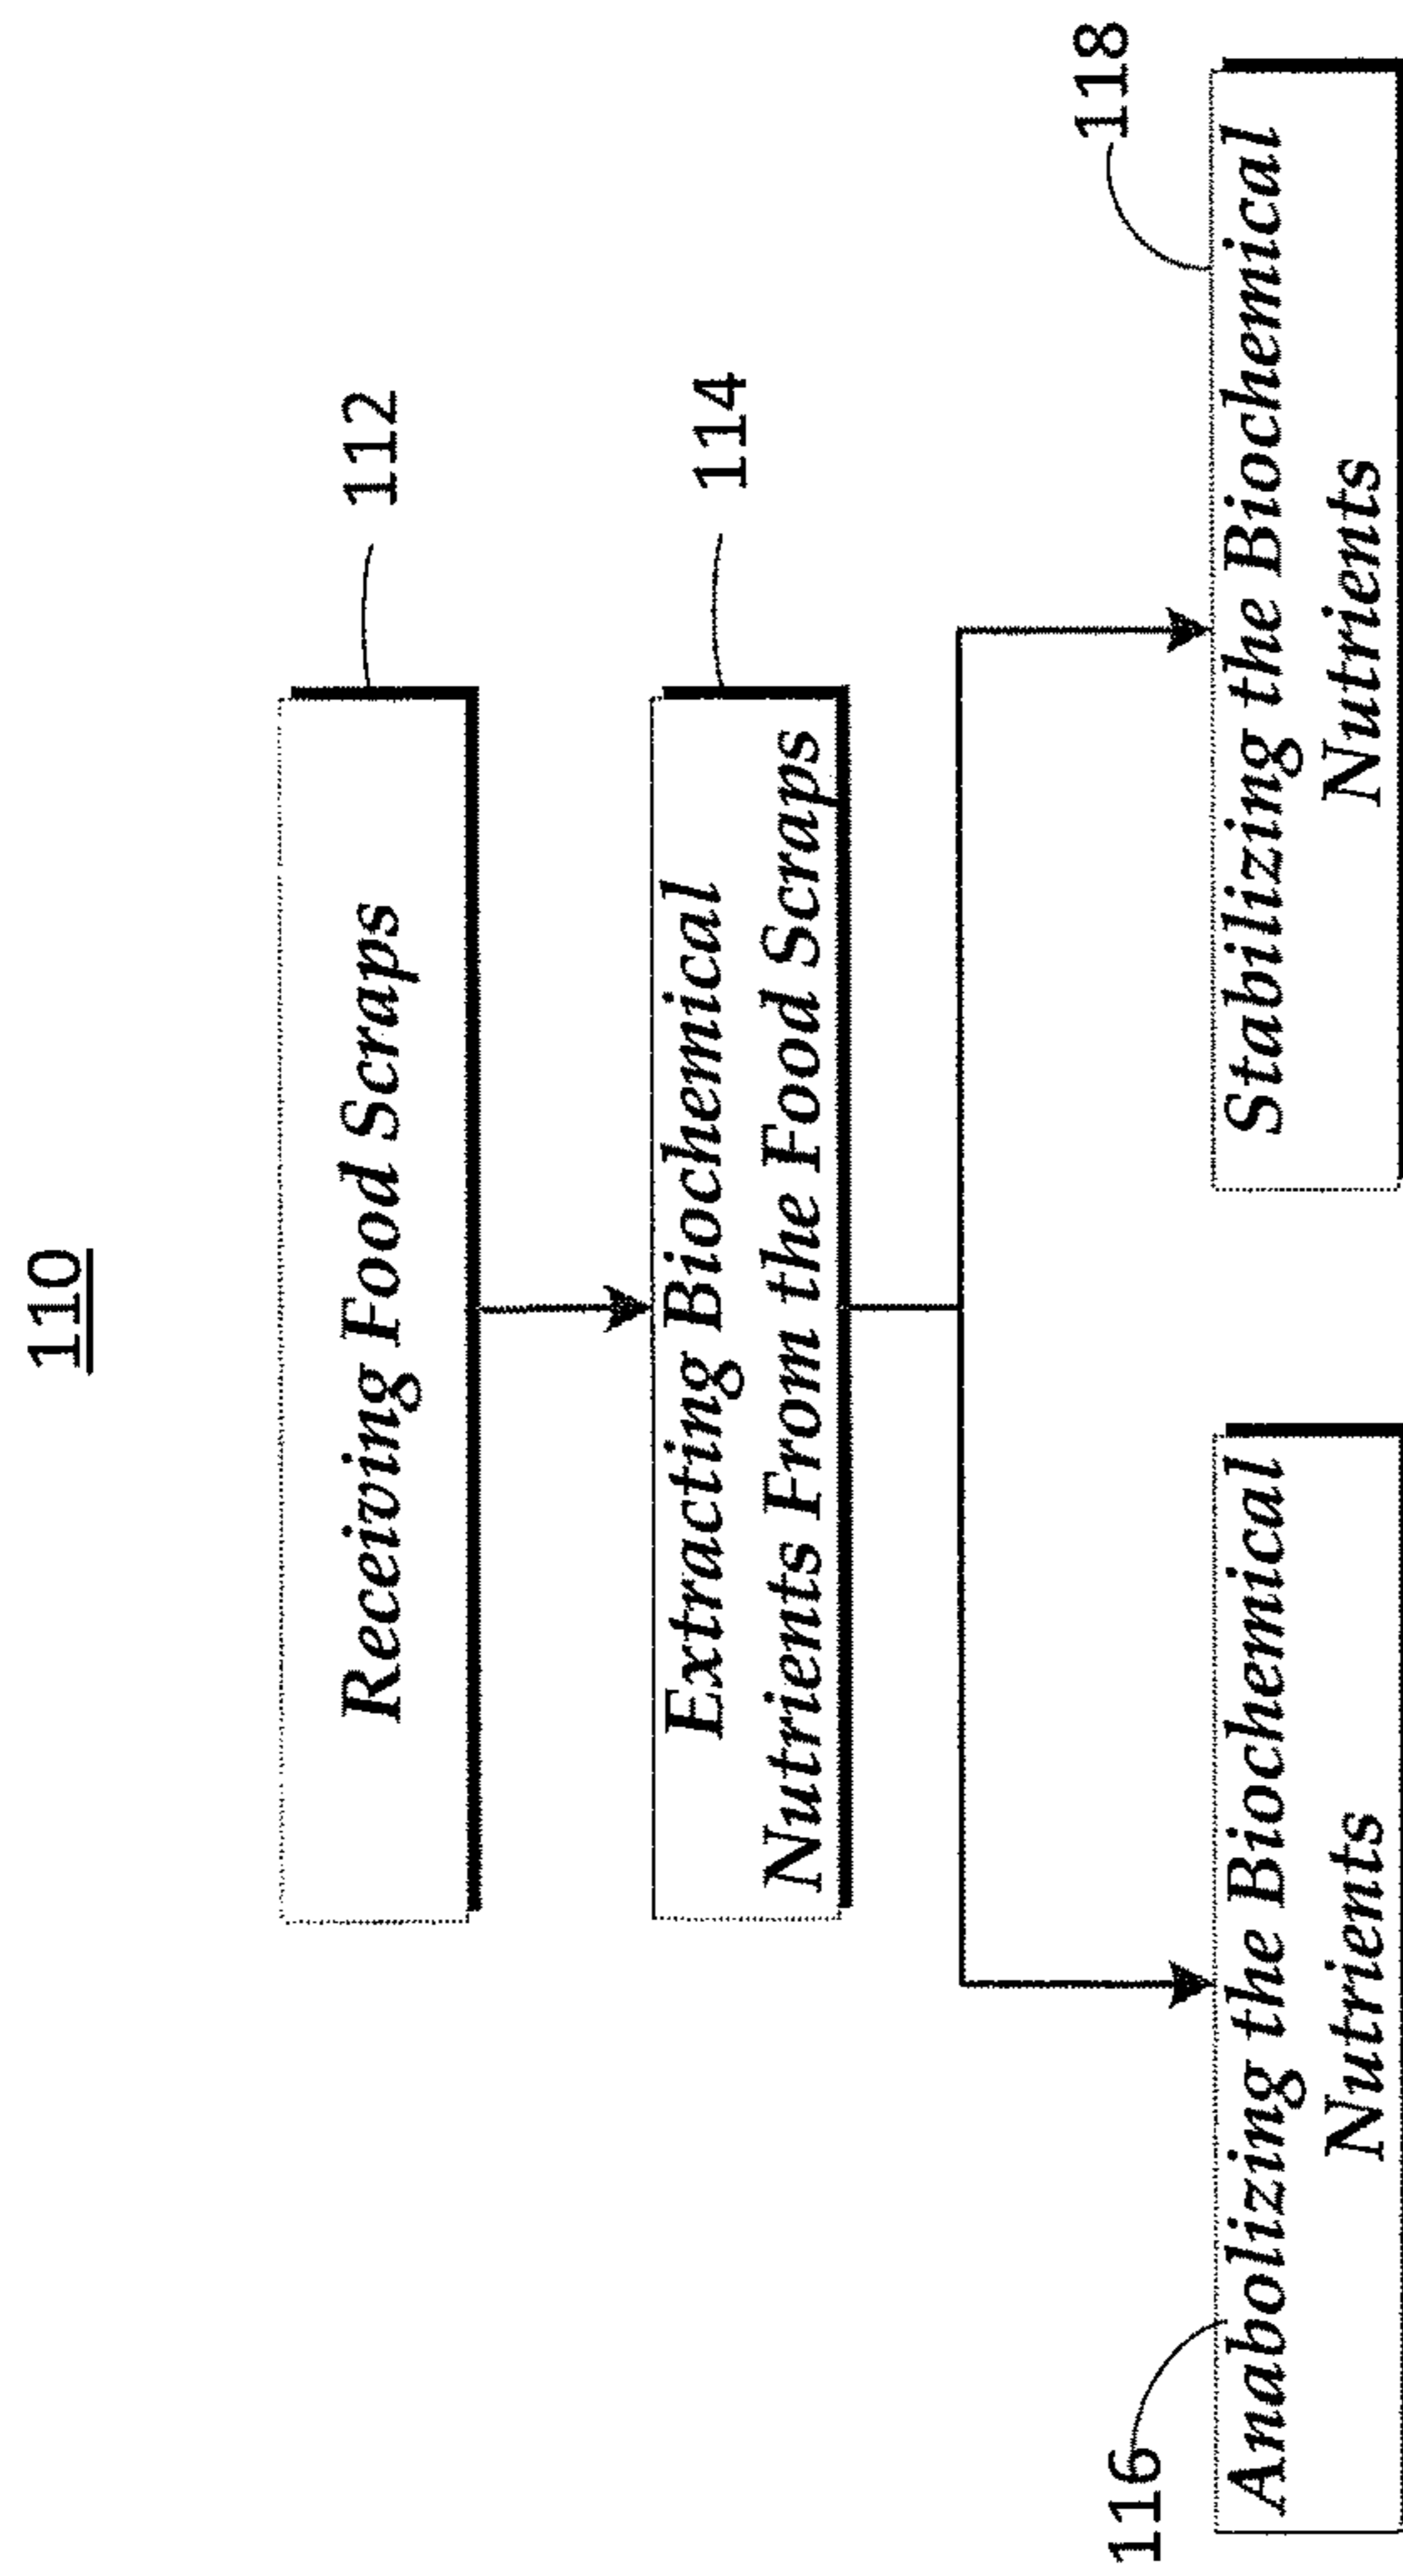 110
Receiving Food Scraps
112
Extracting Biochemical
Nutrients From the Food Scraps
114
116
Anabolizing the Biochemical
Nutrients
118
Stabilizing the Biochemical
Nutrients